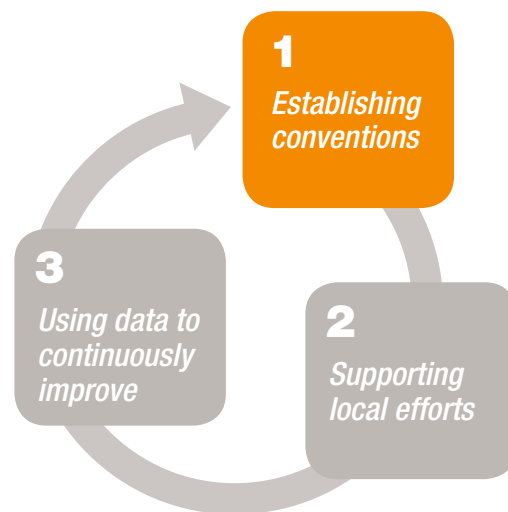 1
Establishing
conventions
2
Supporting
local efforts
3
Using data to
continuously
improve